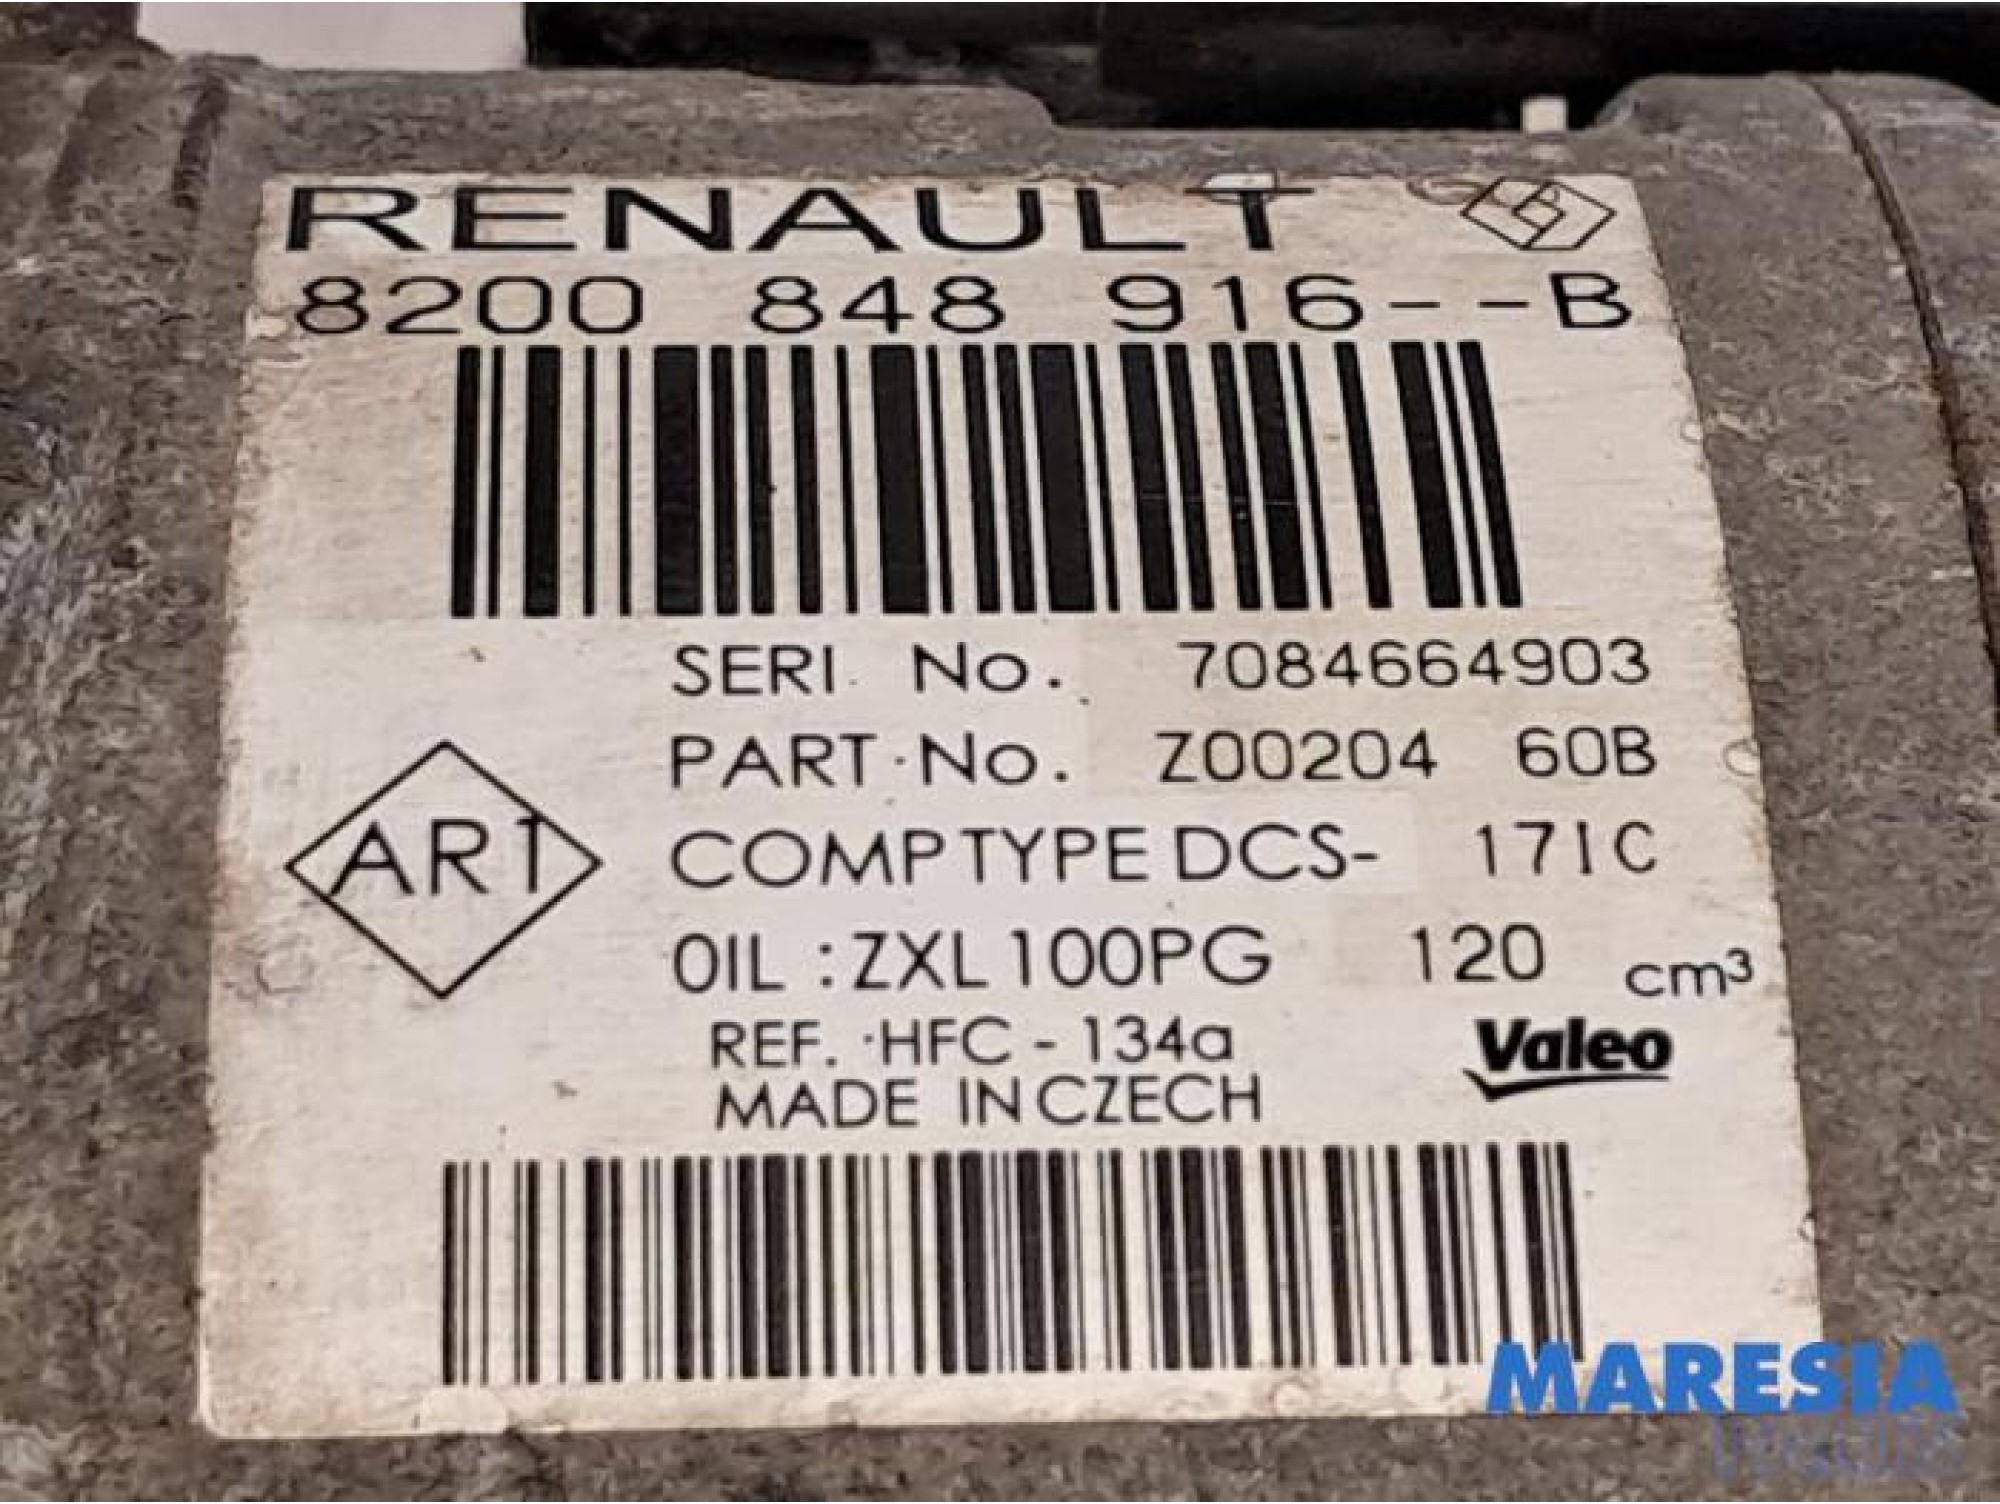 RENAULT
8200 848 916--B
SERI. No. 7084664903
PART.No. Z00204 60B
COMP TYPE DCS- 17IC
AR1
OIL :ZXL100PG 120 cm³
REF. HFC-134a
Valeo
MADE IN CZECH
MARESIA